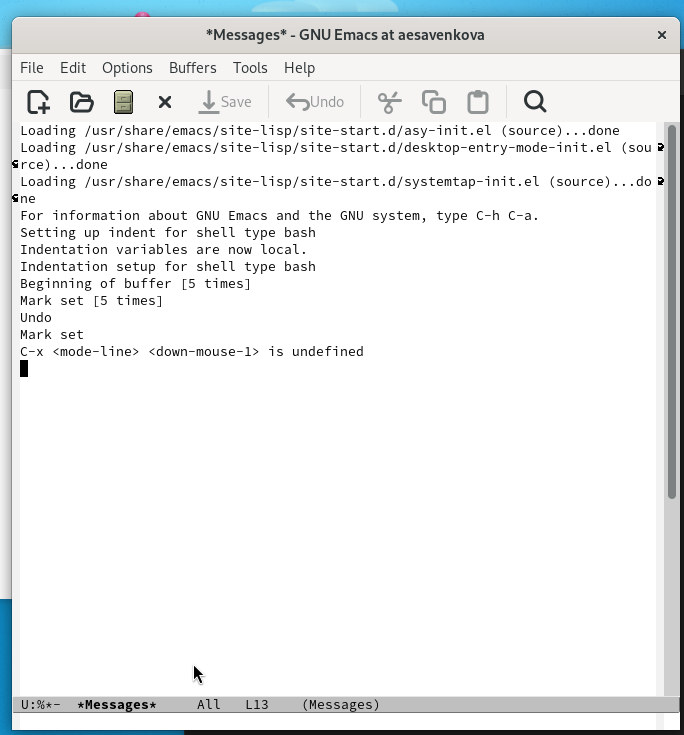 *Messages* - GNU Emacs at aesavenkova
File Edit Options Buffers Tools Help
Save Undo
Loading /usr/share/emacs/site-lisp/site-start.d/asy-init.el (source)...done
Loading /usr/share/emacs/site-lisp/site-start.d/desktop-entry-mode-init.el (sou
rce)...done
Loading /usr/share/emacs/site-lisp/site-start.d/systemtap-init.el (source)...do
ne
For information about GNU Emacs and the GNU system, type C-h C-a.
Setting up indent for shell type bash
Indentation variables are now local.
Indentation setup for shell type bash
Beginning of buffer [5 times]
Mark set [5 times]
Undo
Mark set
C-x <mode-line> <down-mouse-1> is undefined
U:%*-  *Messages*     All   L13    (Messages)